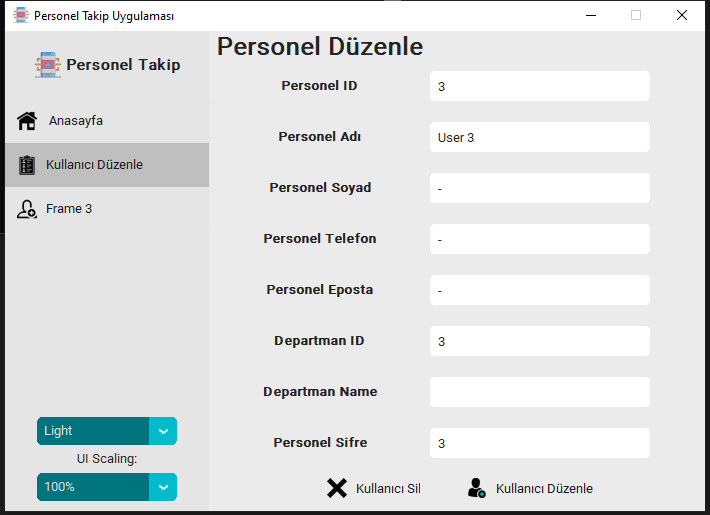 Personel Takip Uygulaması
Personel Takip
Anasayfa
Kullanıcı Düzenle
Frame 3
Light
UI Scaling:
100%
Personel Düzenle
Personel ID 3
Personel Adı User 3
Personel Soyad -
Personel Telefon -
Personel Eposta -
Departman ID 3
Departman Name
Personel Sifre 3
Kullanıcı Sil Kullanıcı Düzenle